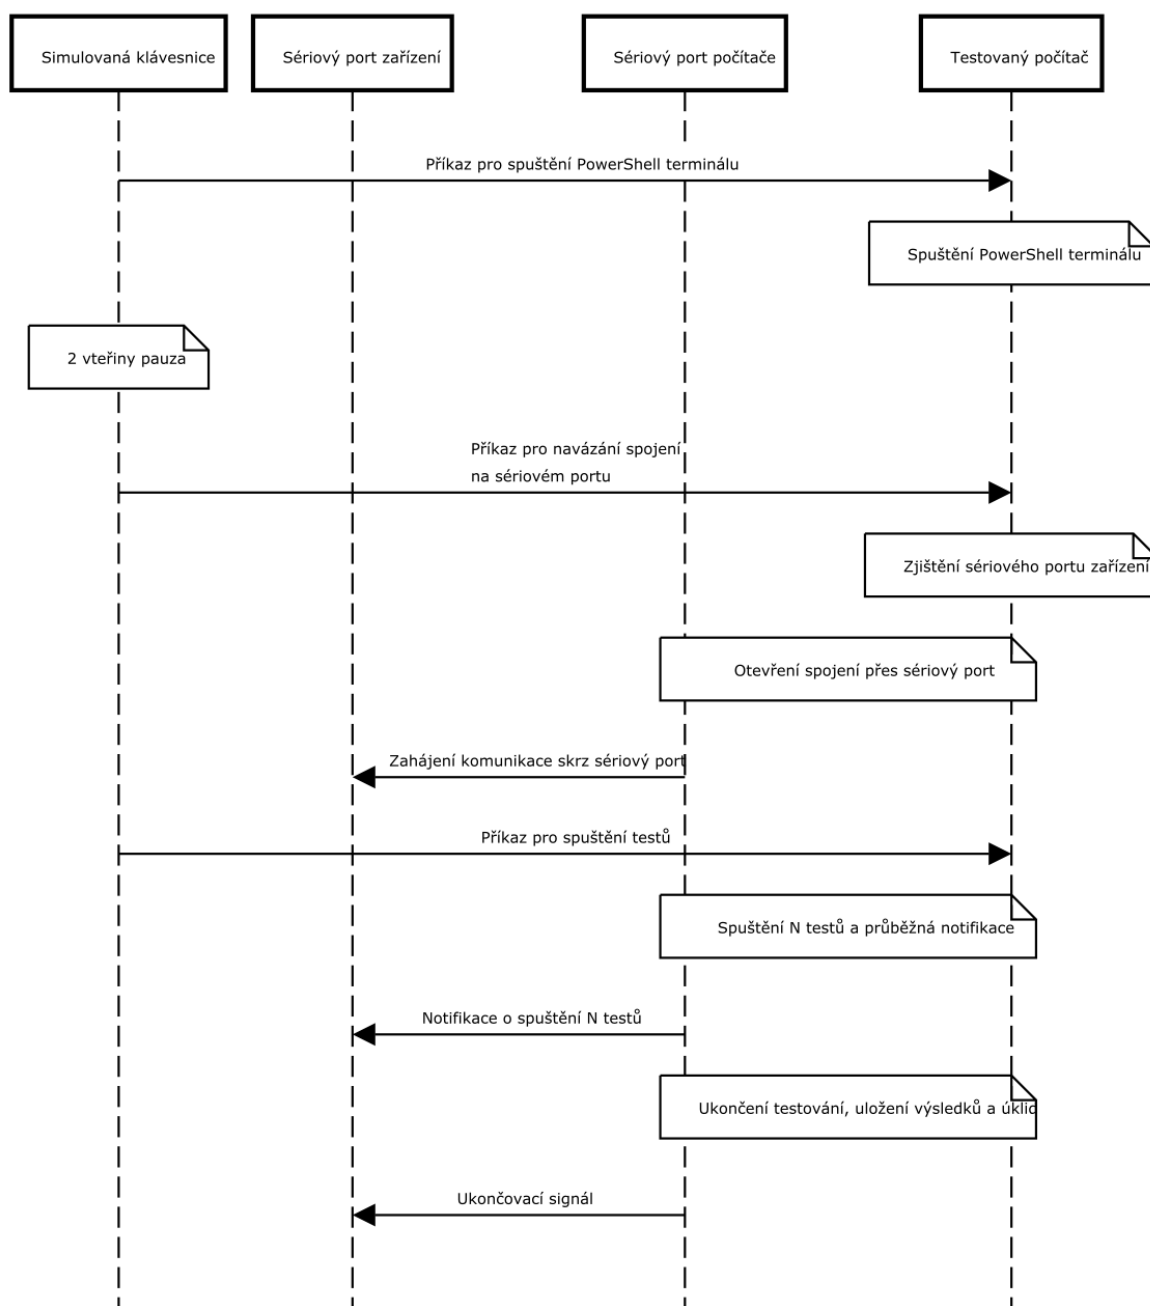 Simulovaná klávesnice
Sériový port zařízení
Sériový port počítače
Testovaný počítač
Příkaz pro spuštění PowerShell terminálu
Spuštění PowerShell terminálu
2 vteřiny pauza
Příkaz pro navázání spojení
na sériovém portu
Zjištění sériového portu zařízení
Otevření spojení přes sériový port
Zahájení komunikace skrz sériový port
Příkaz pro spuštění testů
Spuštění N testů a průběžná notifikace
Notifikace o spuštění N testů
Ukončení testování, uložení výsledků a úklid
Ukončovací signál